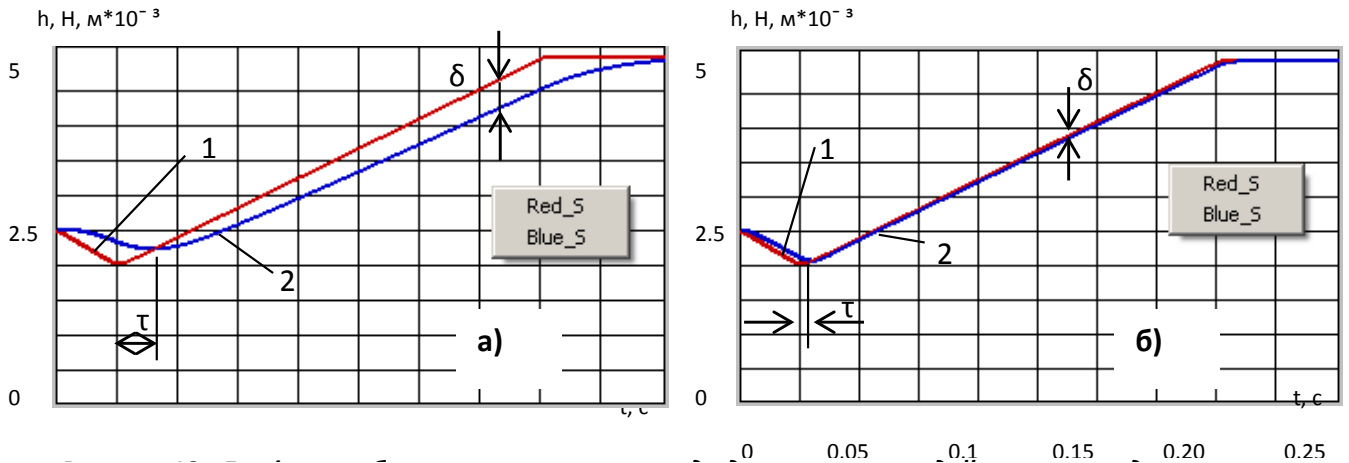 h, H, м*10⁻³
h, H, м*10⁻³
5
δ
1
Red_S
Blue_S
2.5
2
τ
а)
0
t, c
5
δ
1
Red_S
Blue_S
2.5
2
τ
б)
0
t, c
0 0.05 0.1 0.15 0.20 0.25